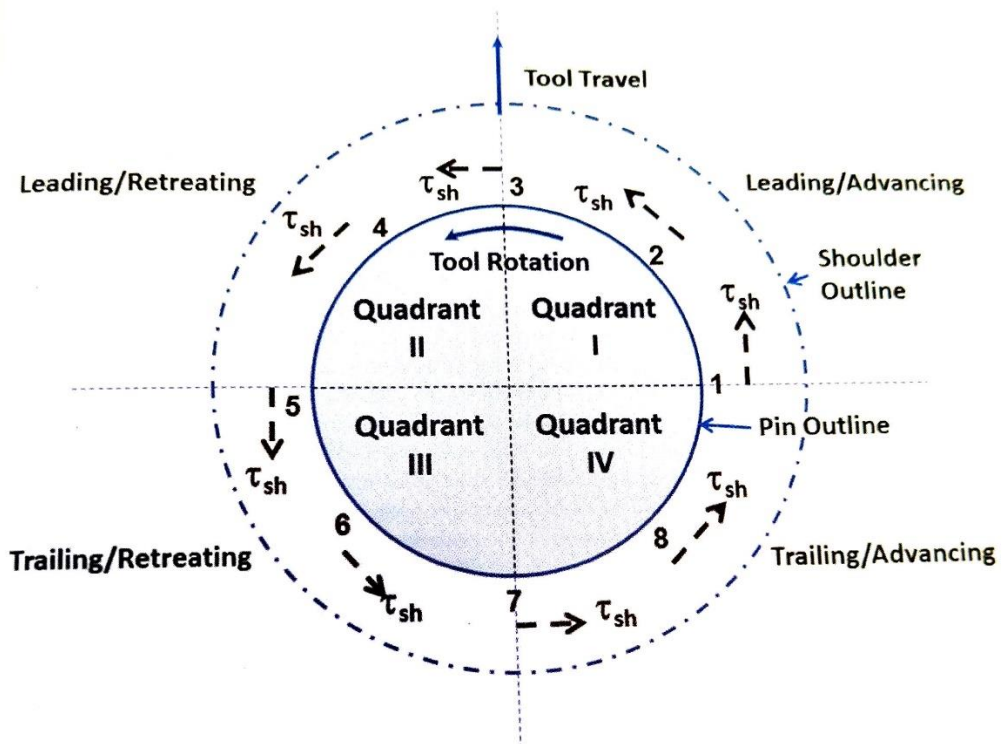 Tool Travel
Leading/Retreating
Leading/Advancing
τsh
3
τsh
τsh
4
2
Tool Rotation
Shoulder
Outline
Quadrant
II
Quadrant
I
τsh
1
5
Quadrant
III
Quadrant
IV
Pin Outline
τsh
τsh
6
8
Trailing/Retreating
Trailing/Advancing
τsh
7
τsh